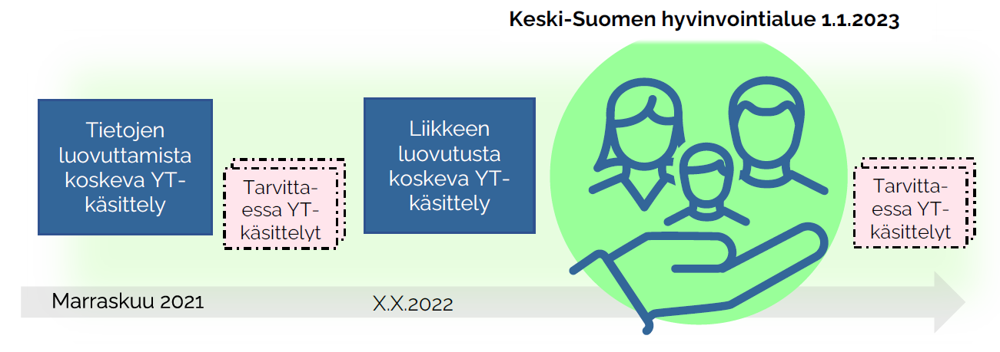 Keski-Suomen hyvinvointialue 1.1.2023
Tietojen
luovuttamista
koskeva YT-
käsittely
Tarvitta-
essa YT-
käsittelyt
Liikkeen
luovutusta
koskeva YT-
käsittely
Tarvitta-
essa YT-
käsittelyt
Marraskuu 2021
X.X.2022